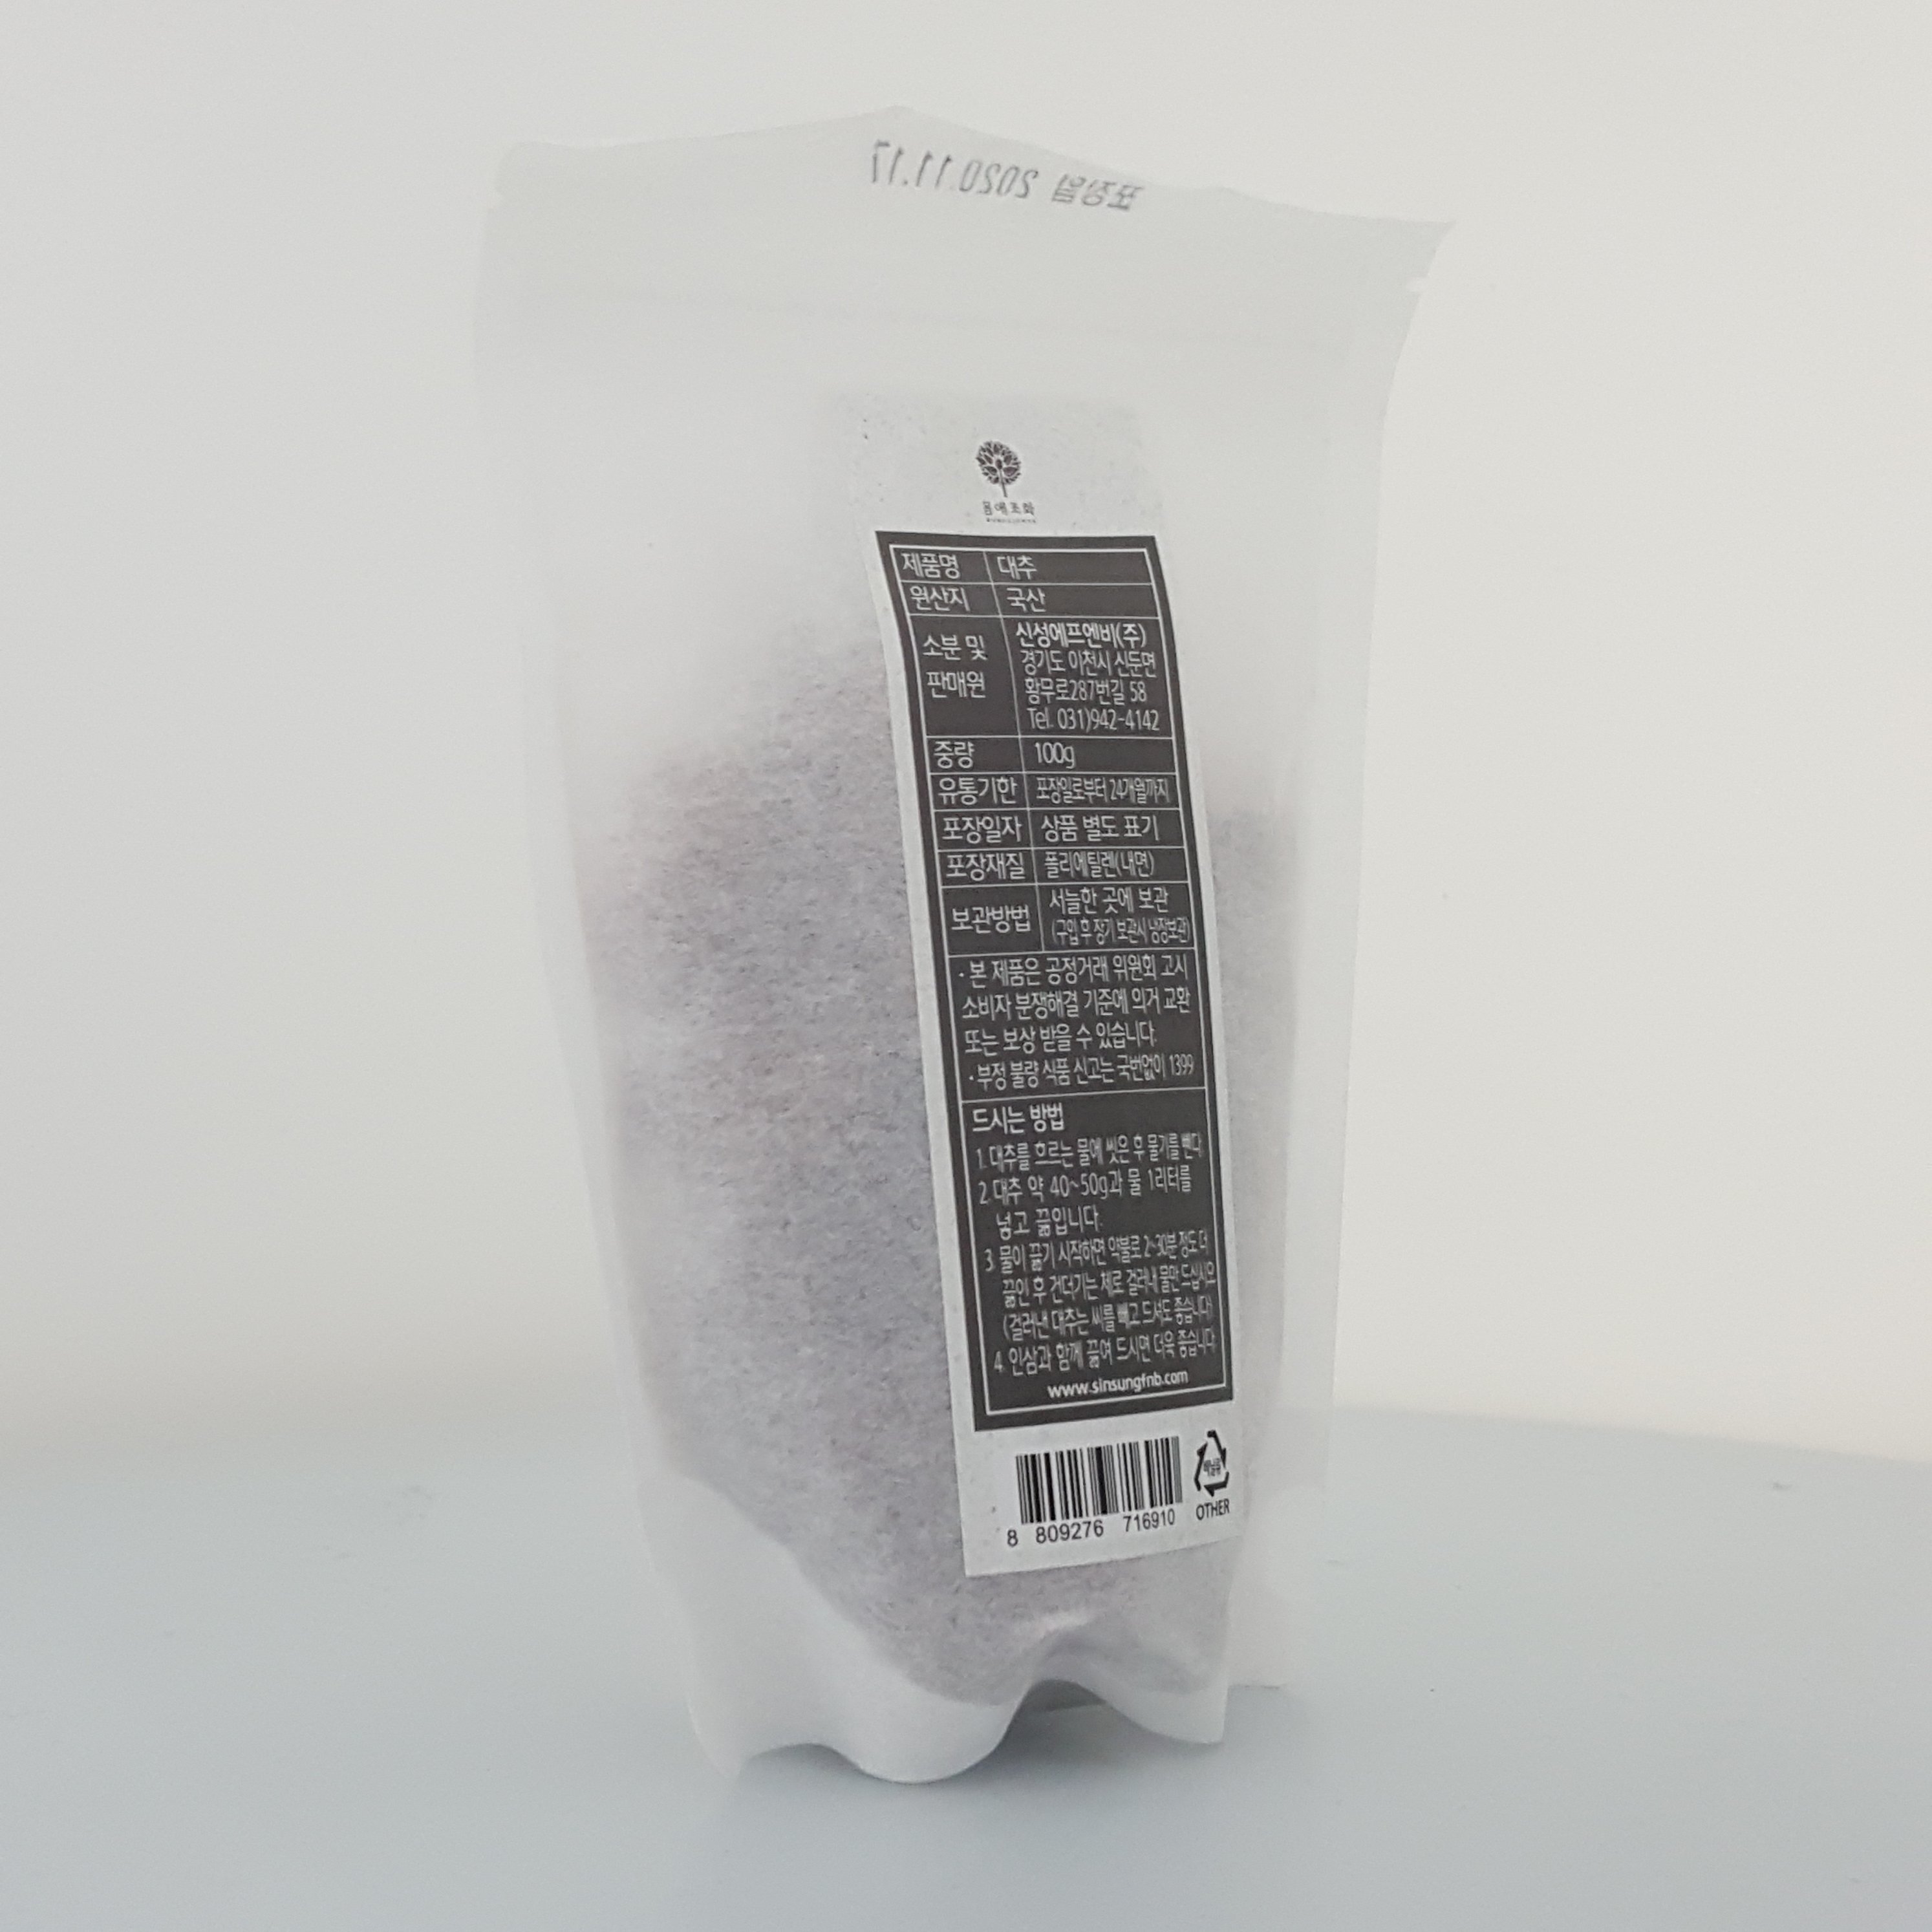 포장일 2020.11.17
몸애조화
제품명 대추
원산지 국산
소분 및
판매원
신성에프엔비(주)
경기도 이천시 신둔면
황무로287번길 58
Tel. 031)942-4142
중량 100g
유통기한 포장일로부터 24개월까지
포장일자 상품 별도 표기
포장재질 폴리에틸렌(내면)
보관방법
서늘한 곳에 보관
(구입 후 장기 보관시 냉장보관)
· 본 제품은 공정거래 위원회 고시
소비자 분쟁해결 기준에 의거 교환
또는 보상 받을 수 있습니다.
· 부정 불량 식품 신고는 국번없이 1399
드시는 방법
1. 대추를 흐르는 물에 씻은 후 물기를 뺀다
2. 대추 약 40~50g과 물 1리터를
넣고 끓입니다.
3. 물이 끓기 시작하면 약불로 2~30분 정도 더
끓인 후 건더기는 체로 걸러내 물만 드십시오
(걸러낸 대추는 씨를 빼고 드셔도 좋습니다)
4. 인삼과 함께 끓여 드시면 더욱 좋습니다
www.sinsungfnb.com
8 809276 716910
OTHER